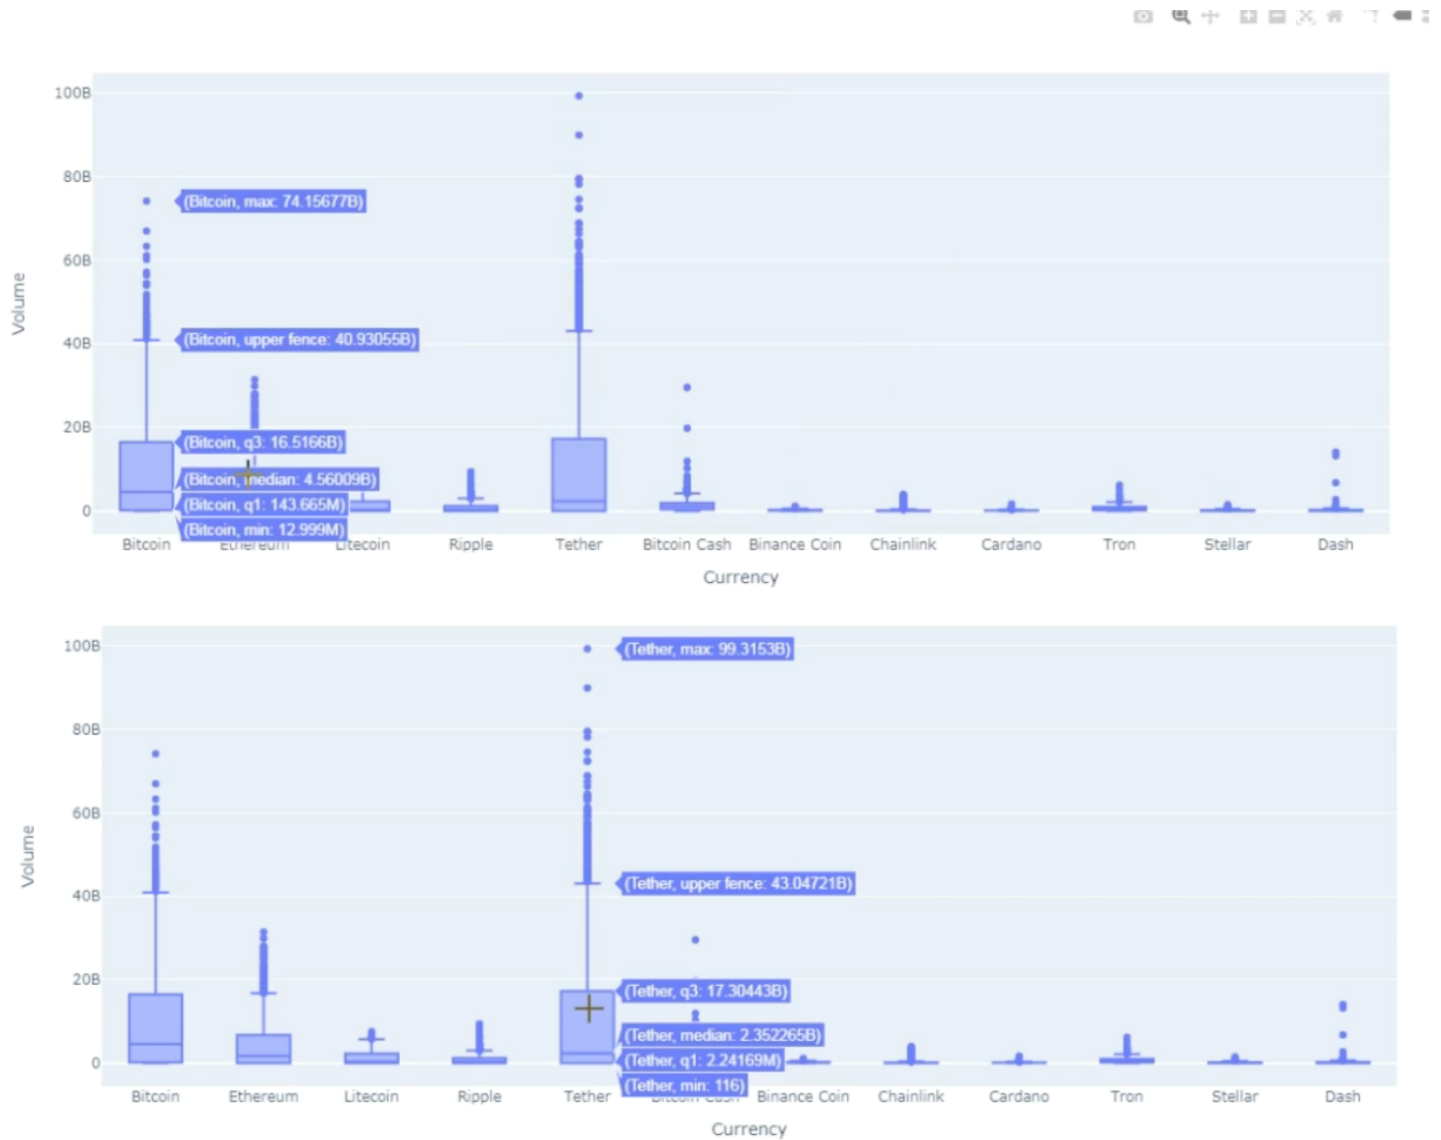 100B
80B
60B
40B
20B
0
Volume
(Bitcoin, max: 74.15677B)
(Bitcoin, upper fence: 40.93055B)
(Bitcoin, q3: 16.5166B)
(Bitcoin, median: 4.56009B)
(Bitcoin, q1: 143.665M)
(Bitcoin, min: 12.999M)
Bitcoin Ethereum Litecoin Ripple Tether Bitcoin Cash Binance Coin Chainlink Cardano Tron Stellar Dash
Currency
100B
80B
60B
40B
20B
0
Volume
(Tether, max: 99.3153B)
(Tether, upper fence: 43.04721B)
(Tether, q3: 17.30443B)
(Tether, median: 2.352265B)
(Tether, q1: 2.24169M)
(Tether, min: 116)
Bitcoin Ethereum Litecoin Ripple Tether Bitcoin Cash Binance Coin Chainlink Cardano Tron Stellar Dash
Currency